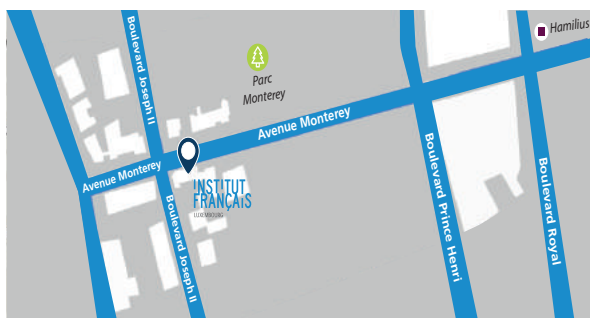 Boulevard Joseph II
Parc
Monterey
Hamilius
Avenue Monterey
Avenue Monterey
INSTITUT
FRANÇAIS
LUXEMBOURG
Boulevard Joseph II
Boulevard Prince Henri
Boulevard Royal